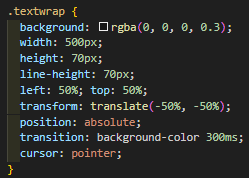 .textwrap {
background: rgba(0, 0, 0, 0.3);
width: 500px;
height: 70px;
line-height: 70px;
left: 50%; top: 50%;
transform: translate(-50%, -50%);
position: absolute;
transition: background-color 300ms;
cursor: pointer;
}